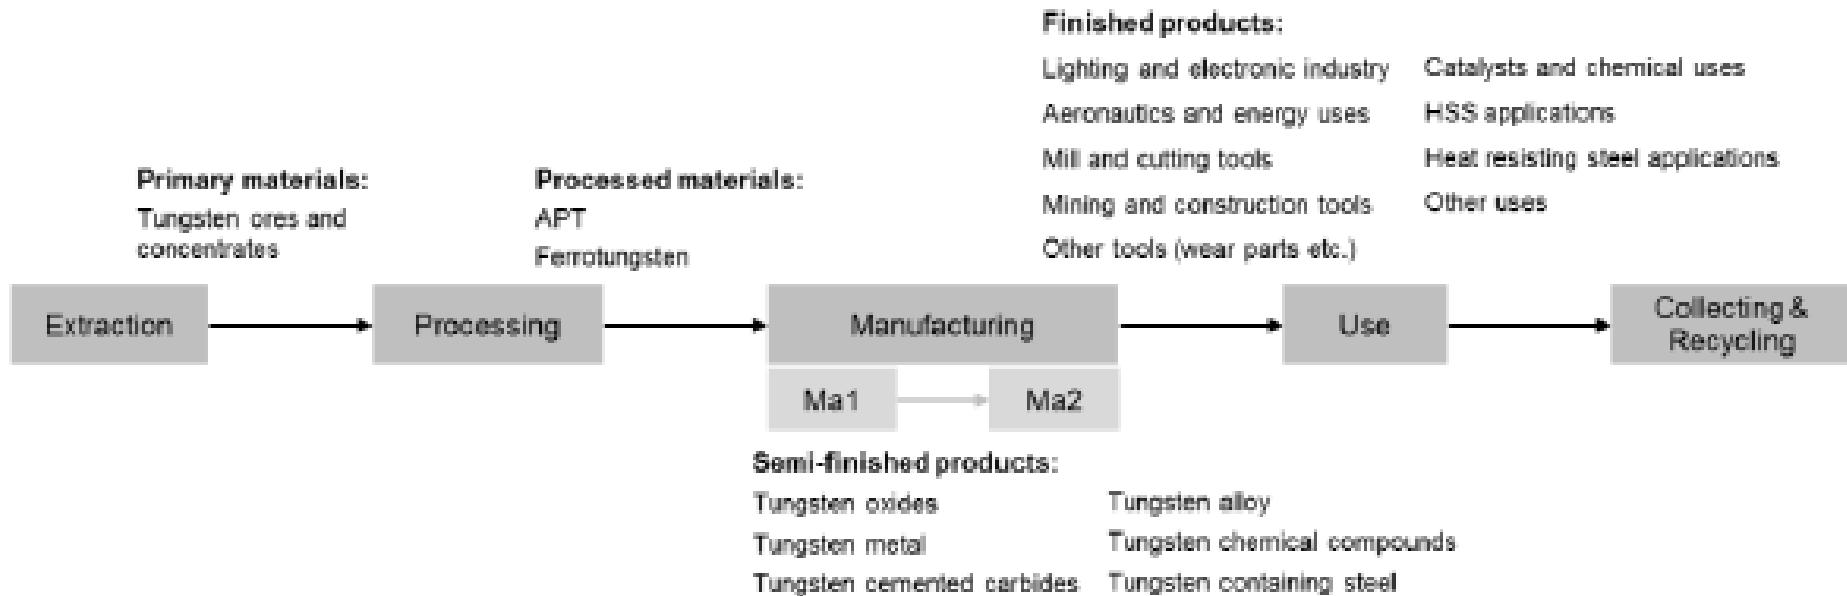 Finished products:
Lighting and electronic industry
Catalysts and chemical uses
Aeronautics and energy uses
HSS applications
Mill and cutting tools
Heat resisting steel applications
Mining and construction tools
Other uses
Other tools (wear parts etc.)
Primary materials:
Tungsten ores and
concentrates
Processed materials:
APT
Ferrotungsten
Extraction
Processing
Manufacturing
Use
Collecting &
Recycling
Ma1
Ma2
Semi-finished products:
Tungsten oxides
Tungsten alloy
Tungsten metal
Tungsten chemical compounds
Tungsten cemented carbides
Tungsten containing steel